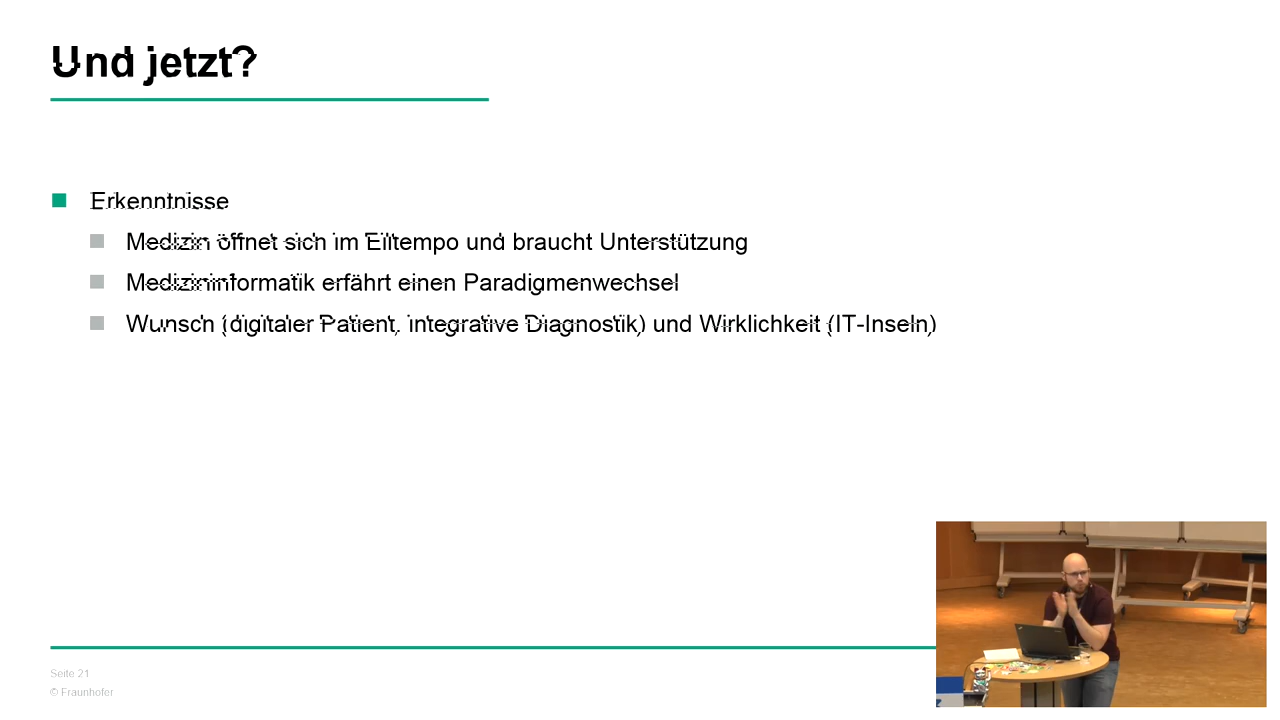 Und jetzt?
Erkenntnisse
Medizin öffnet sich im Eiltempo und braucht Unterstützung
Medizininformatik erfährt einen Paradigmenwechsel
Wunsch (digitaler Patient, integrative Diagnostik) und Wirklichkeit (IT-Inseln)
Seite 21
© Fraunhofer